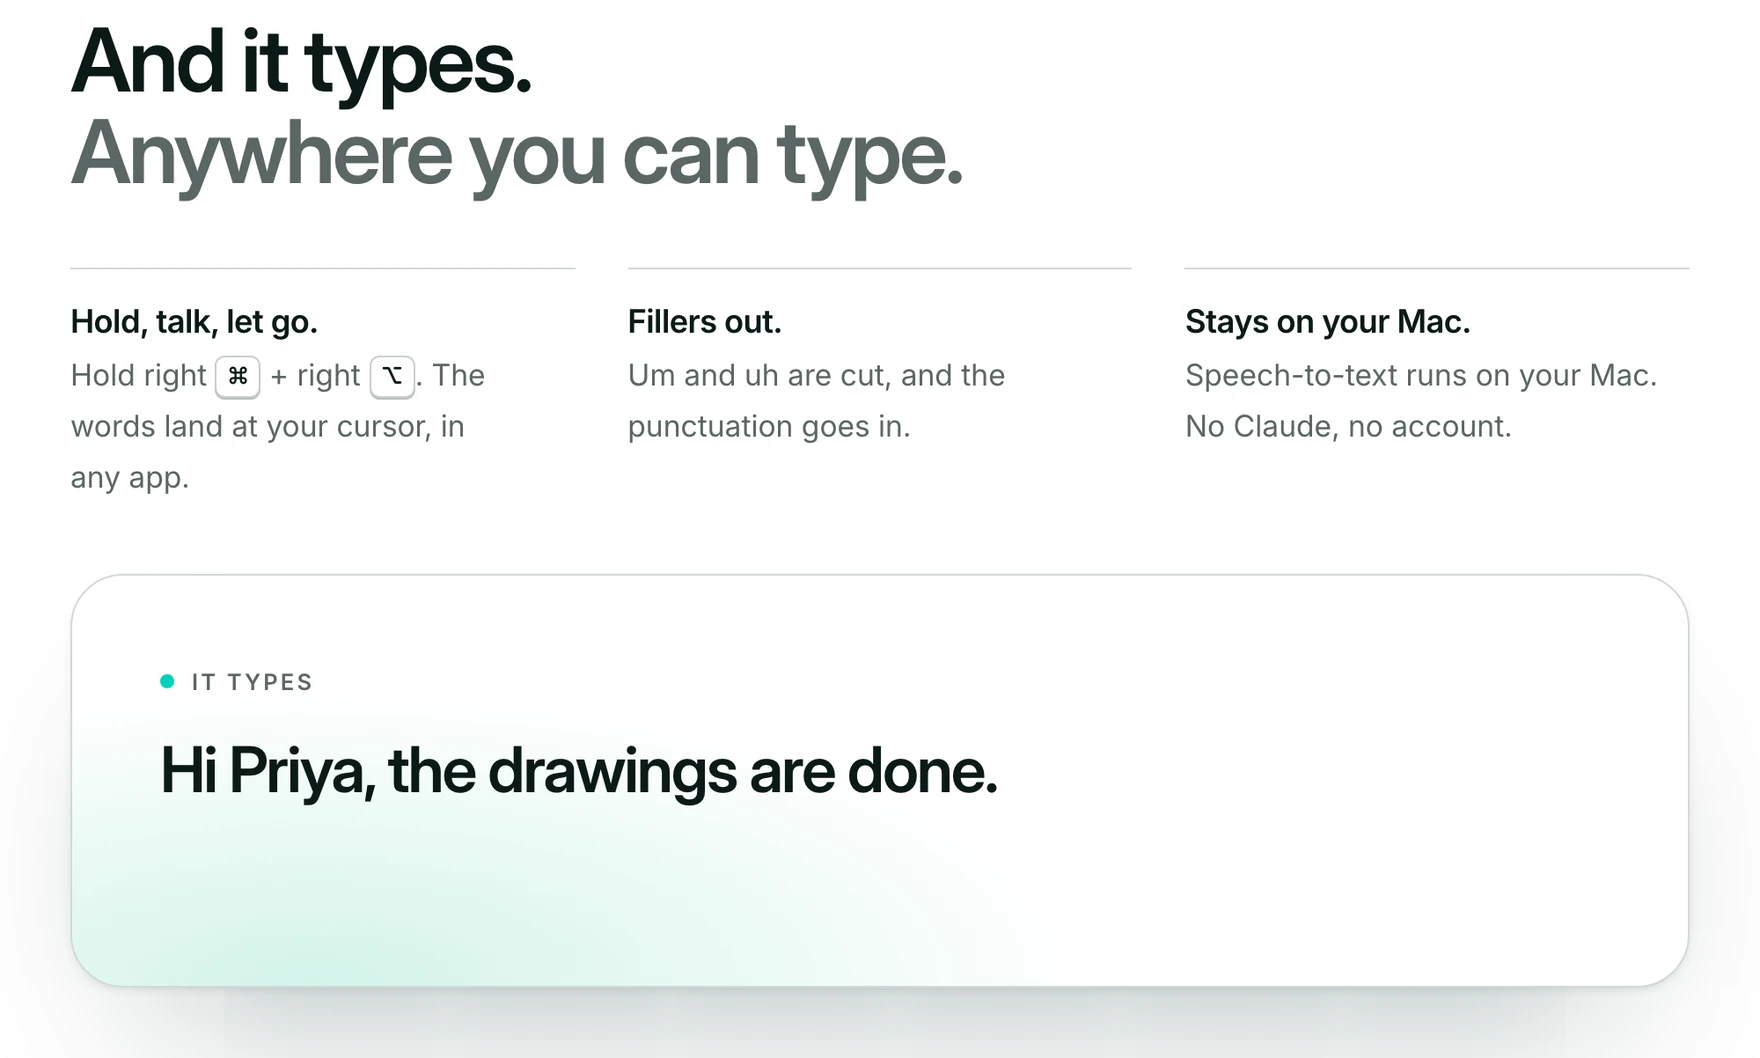 And it types.
Anywhere you can type.
Hold, talk, let go.
Hold right ⌘ + right ⌥. The
words land at your cursor, in
any app.
Fillers out.
Um and uh are cut, and the
punctuation goes in.
Stays on your Mac.
Speech-to-text runs on your Mac.
No Claude, no account.
IT TYPES
Hi Priya, the drawings are done.